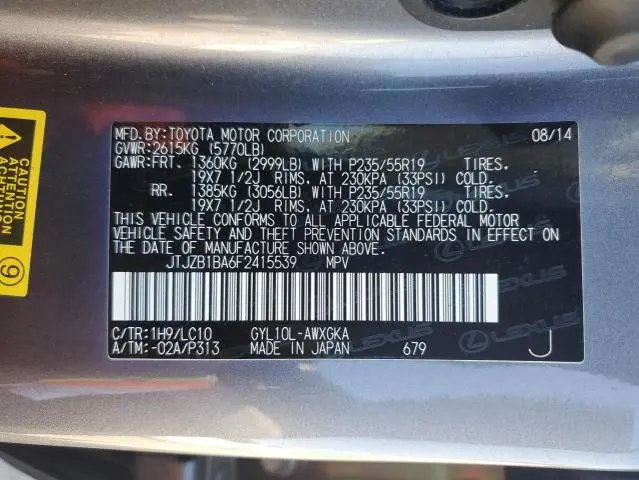 MFD.BY:TOYOTA MOTOR CORPORATION 08/14
GVWR:2615KG (5770LB)
GAWR:FRT. 1360KG (2999LB) WITH P235/55R19 TIRES.
19X7 1/2J RIMS. AT 230KPA (33PSI) COLD.
RR. 1385KG (3056LB) WITH P235/55R19 TIRES.
19X7 1/2J RIMS. AT 230KPA (33PSI) COLD.
THIS VEHICLE CONFORMS TO ALL APPLICABLE FEDERAL MOTOR
VEHICLE SAFETY AND THEFT PREVENTION STANDARDS IN EFFECT
ON THE DATE OF MANUFACTURE SHOWN ABOVE.
JTJZB1BA6F2415539 MPV
C/TR:1H9/LC10 GYL10L-AWXGKA
A/TM:-02A/P313 MADE IN JAPAN 679 J
CAUTION
ATTENTION
9
LEXUS